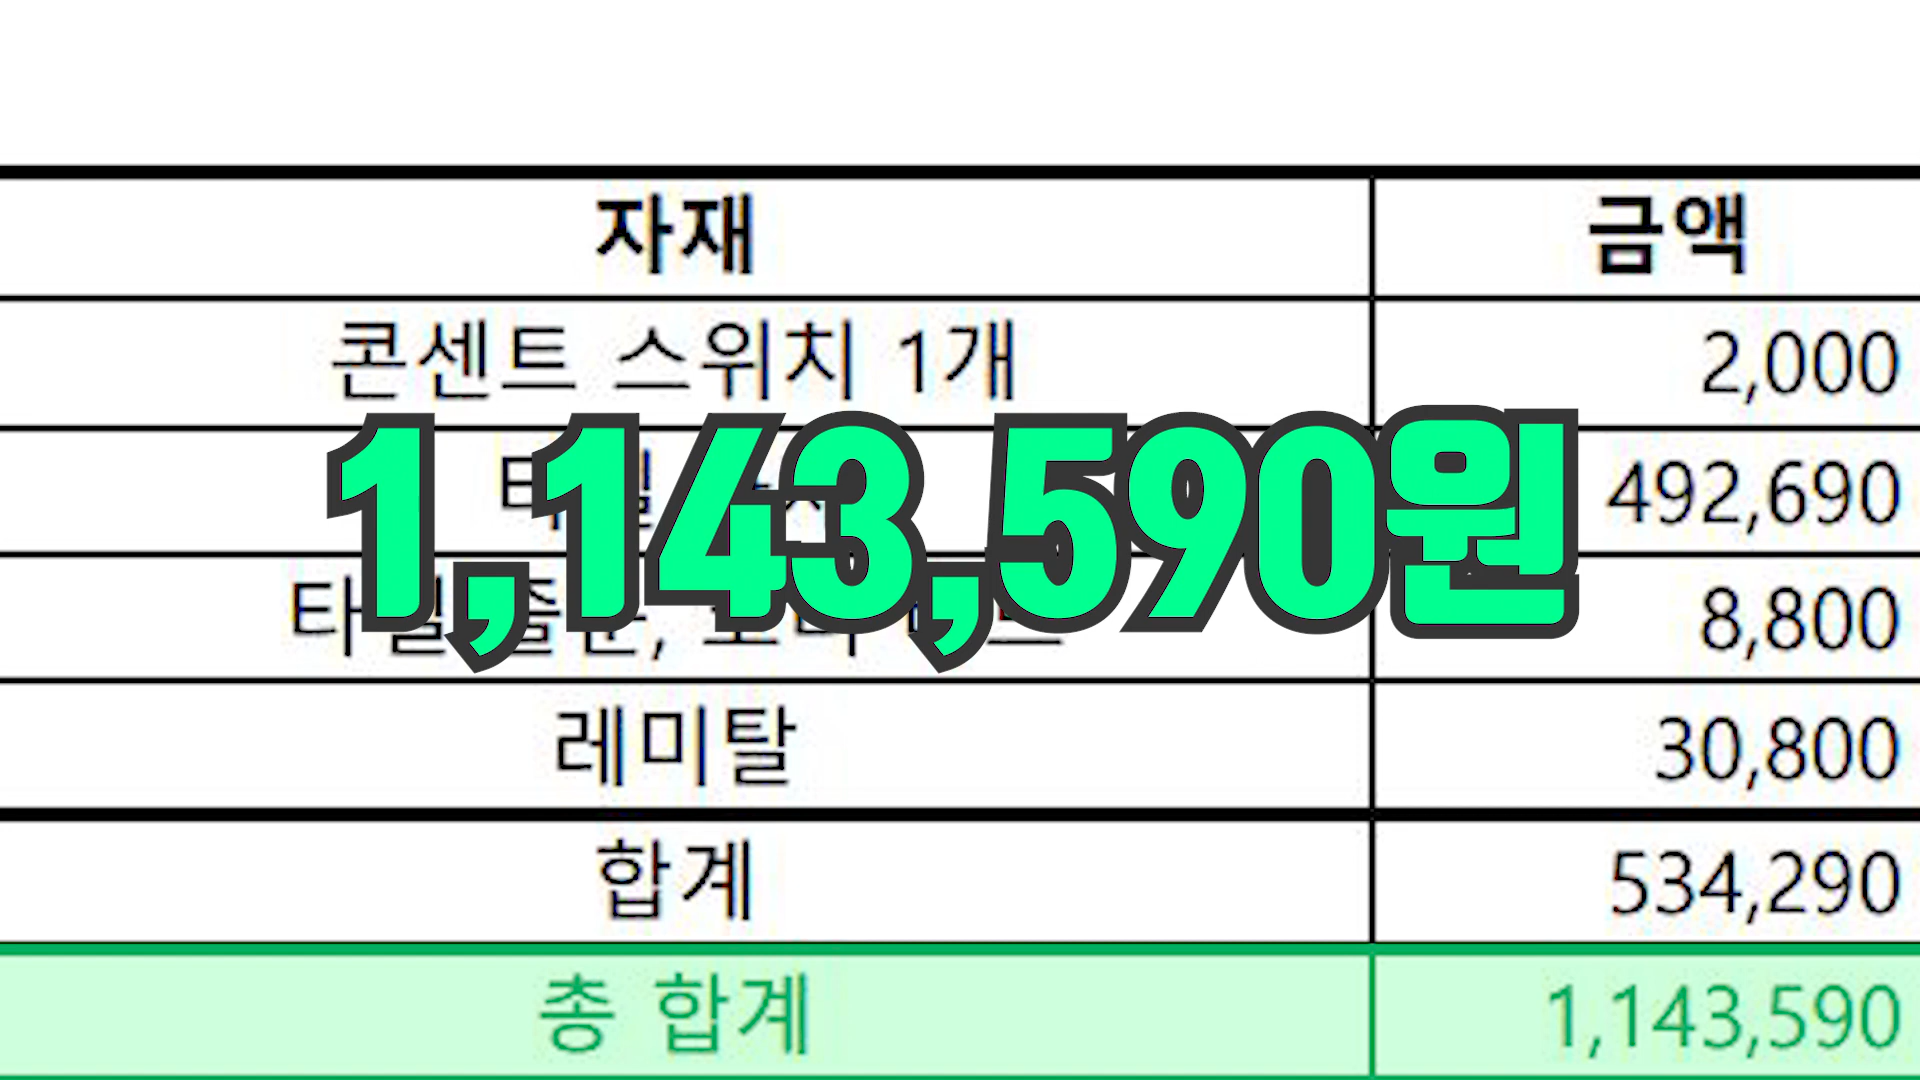 자재 금액
콘센트 스위치 1개 2,000
1,143,590원
492,690
8,800
레미탈 30,800
합계 534,290
총 합계 1,143,590